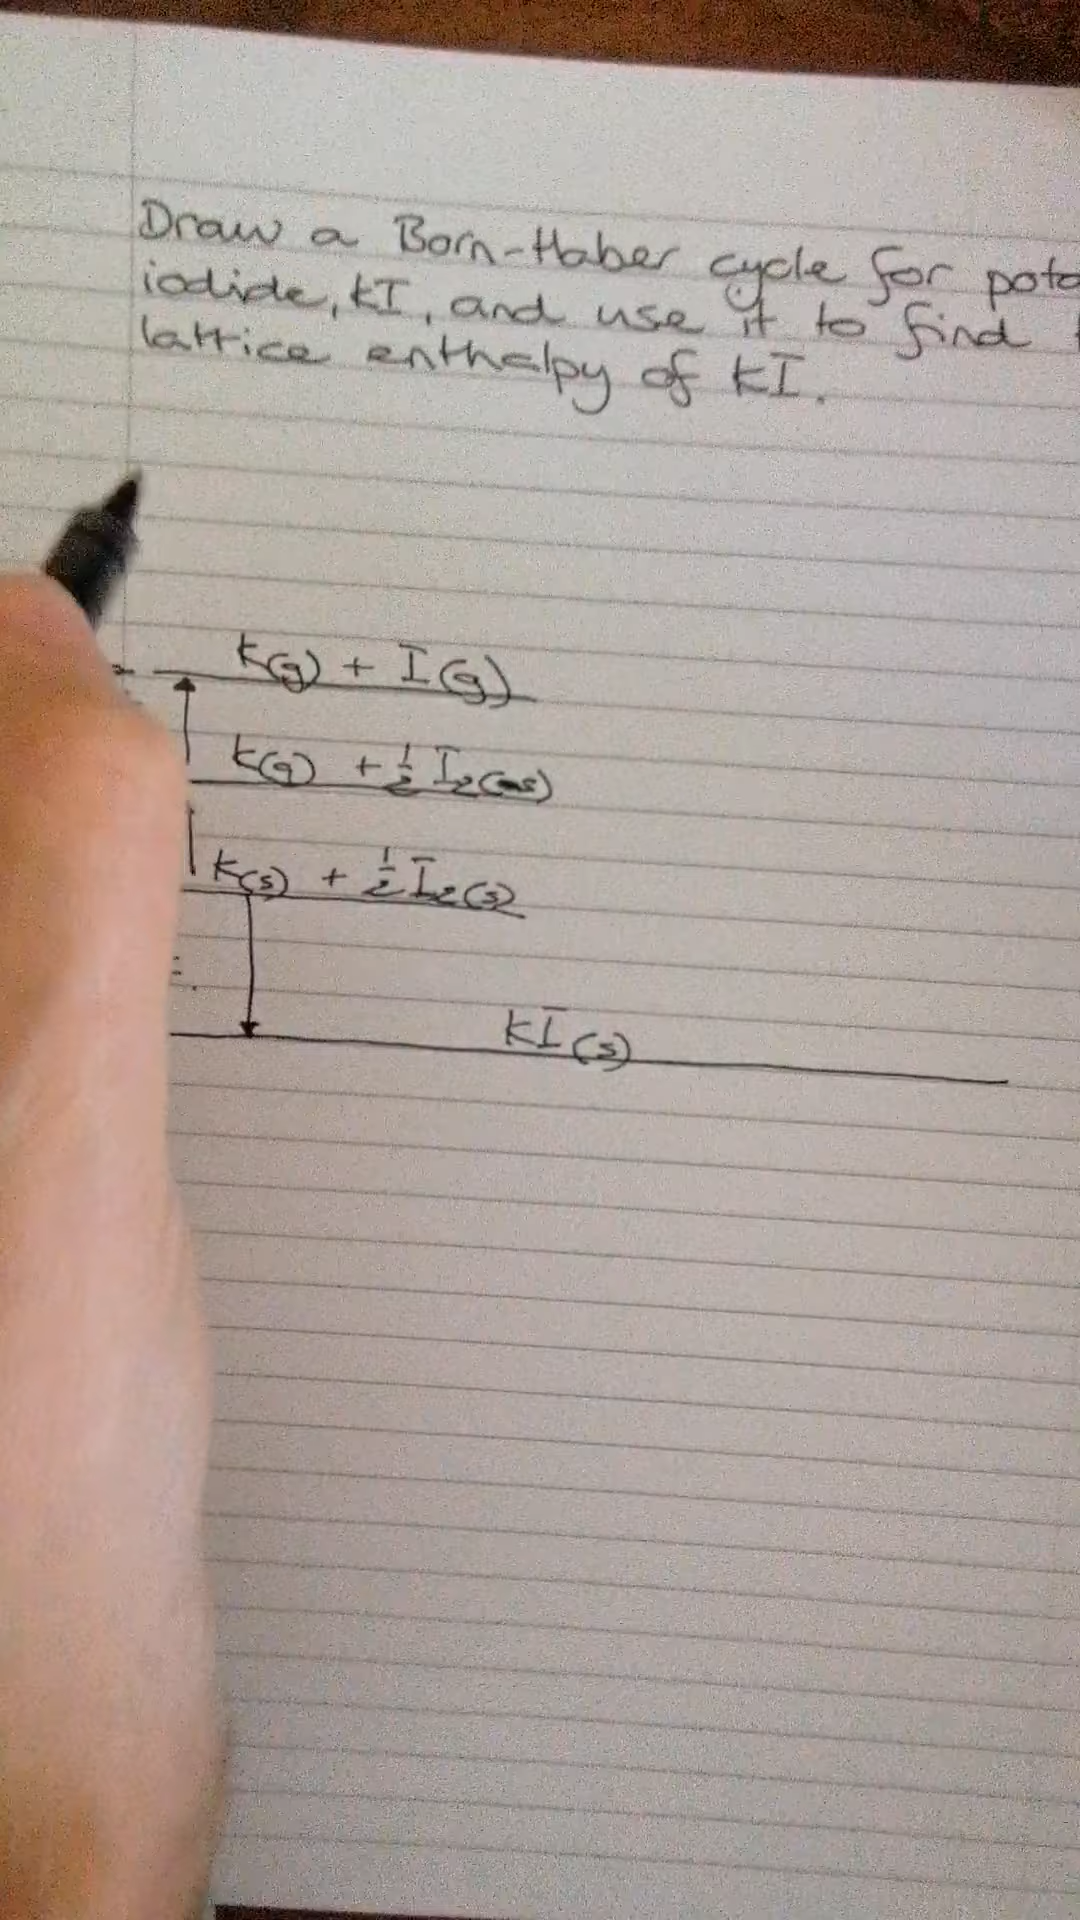 Draw a Born-Haber cycle for pota
iodide, KI, and use it to find
lattice enthalpy of KI.
K(g) + I(g)
K(g) + ½ I₂(s)
K(s) + ½ I₂(s)
KI(s)